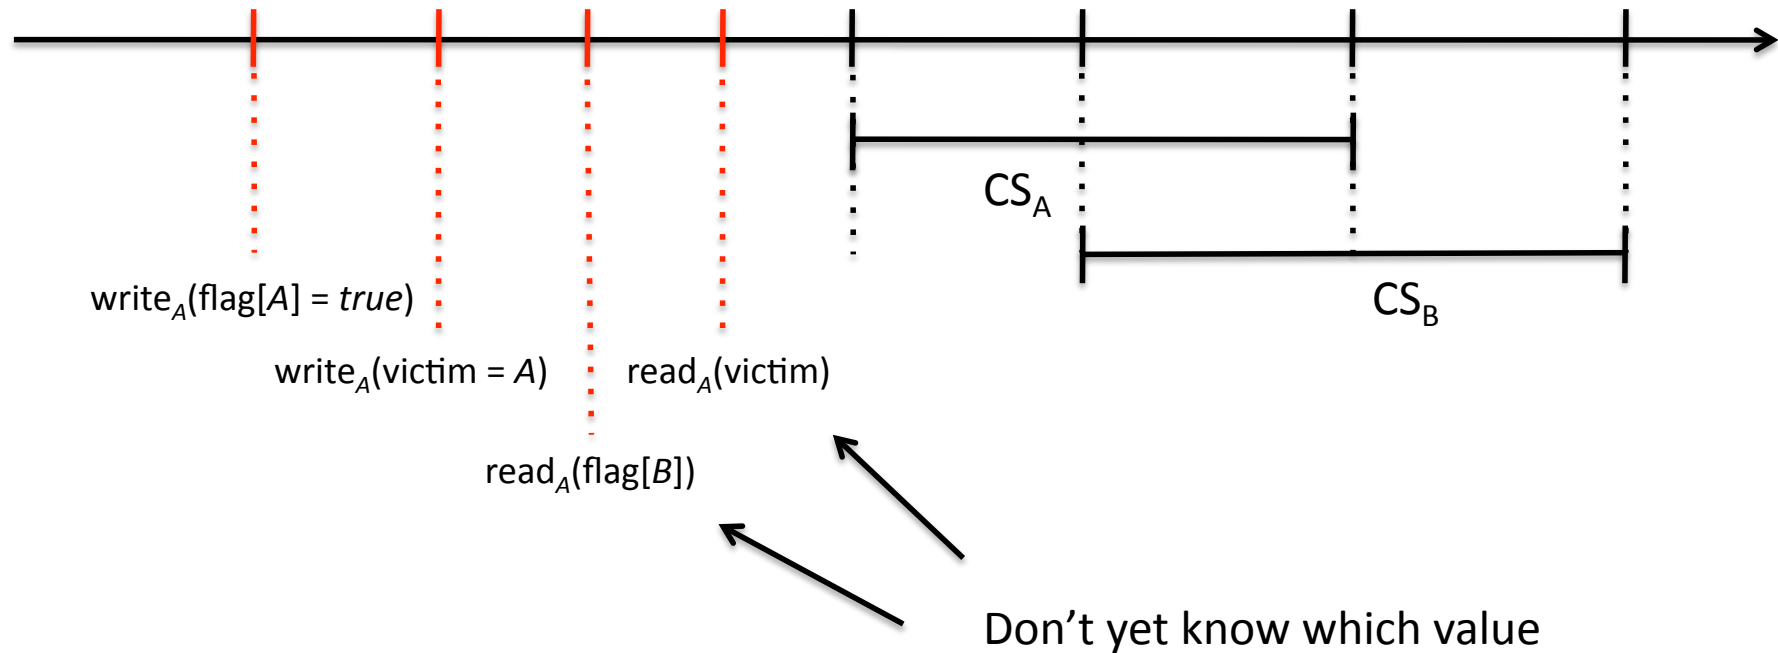 CS_A
CS_B
write_A(flag[A] = true)
write_A(victim = A)
read_A(victim)
read_A(flag[B])
Don't yet know which value